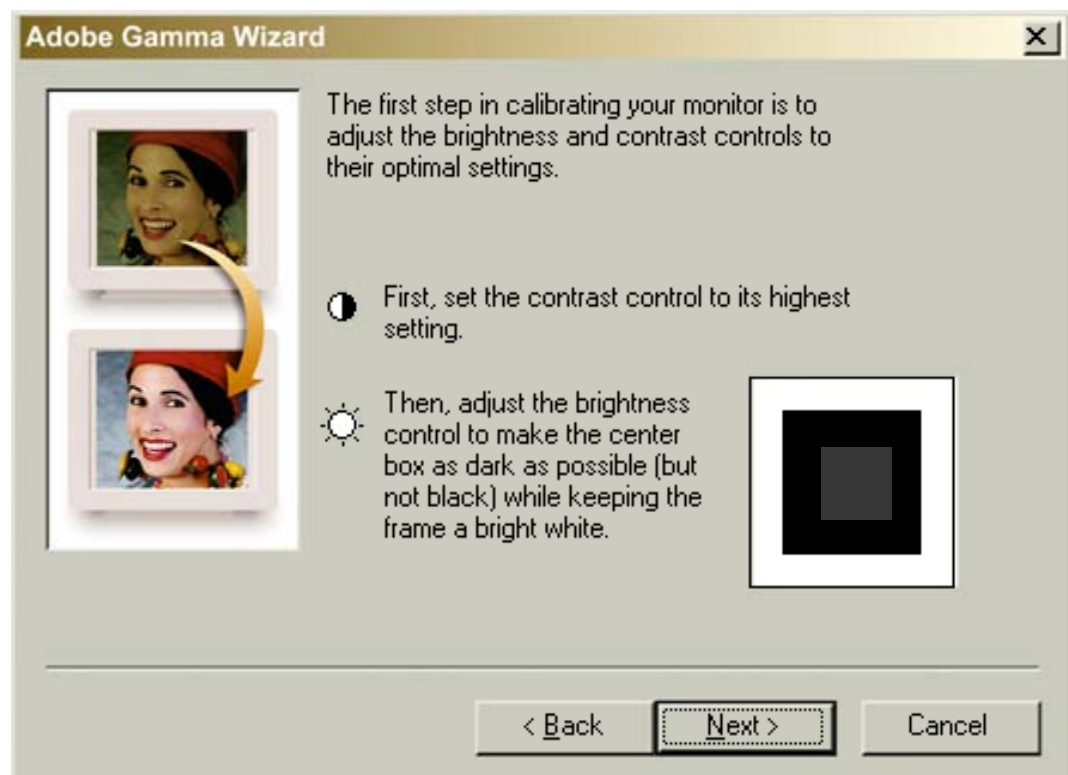 Adobe Gamma Wizard
The first step in calibrating your monitor is to
adjust the brightness and contrast controls to
their optimal settings.
First, set the contrast control to its highest
setting.
Then, adjust the brightness
control to make the center
box as dark as possible (but
not black) while keeping the
frame a bright white.
< Back
Next >
Cancel